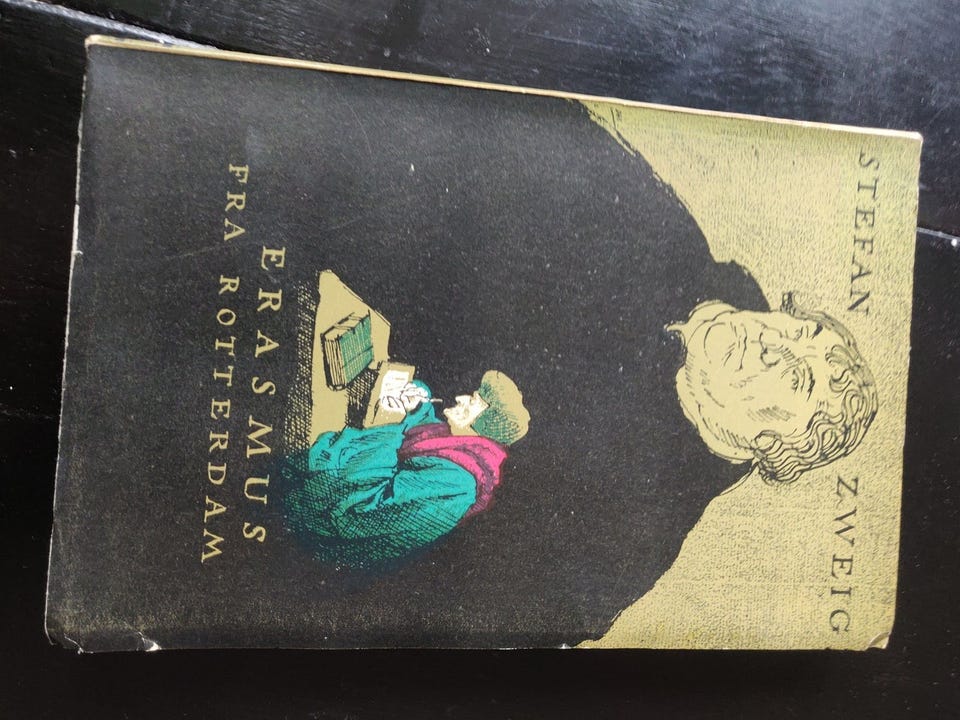 STEFAN ZWEIG
ERASMUS
FRA ROTTERDAM